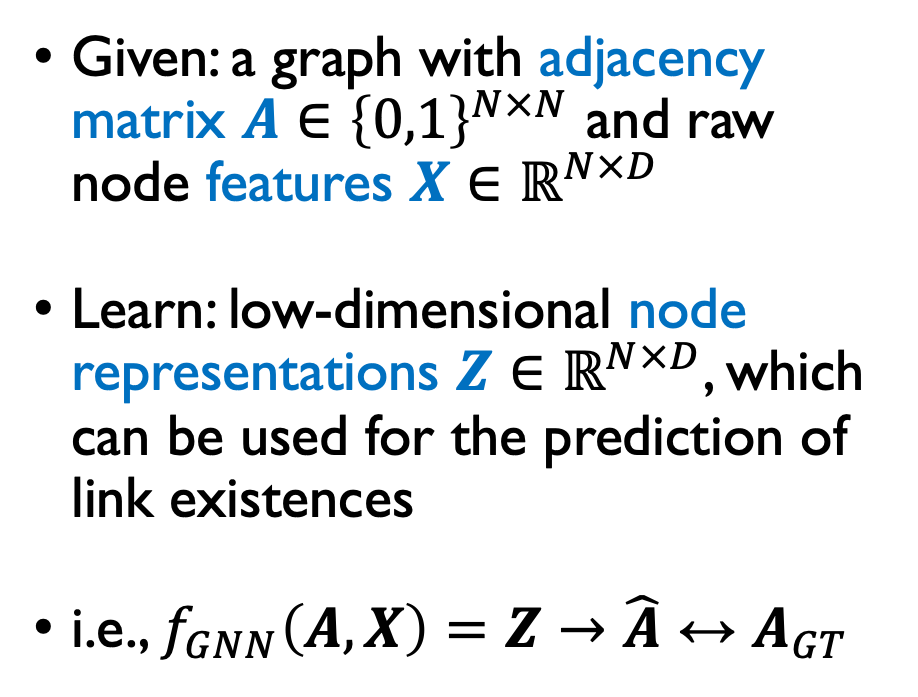 • Given: a graph with adjacency
matrix A ∈ {0,1}^{N×N} and raw
node features X ∈ ℝ^{N×D}
• Learn: low-dimensional node
representations Z ∈ ℝ^{N×D}, which
can be used for the prediction of
link existences
• i.e., f_{GNN}(A, X) = Z → Â ↔ A_{GT}